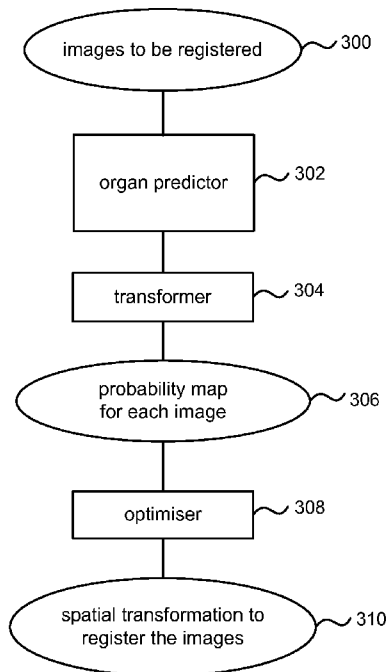 images to be registered
300
organ predictor
302
transformer
304
probability map
for each image
306
optimiser
308
spatial transformation to
register the images
310